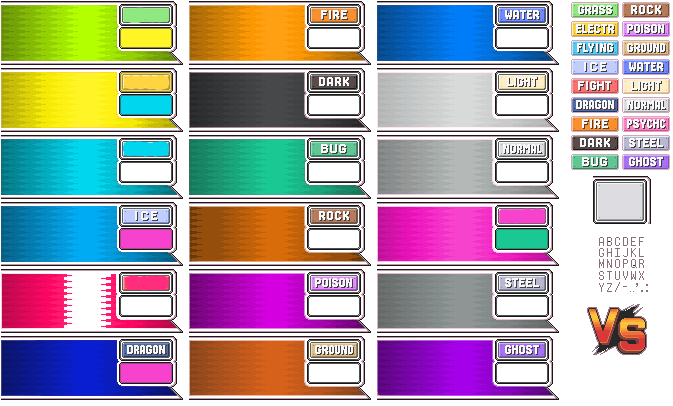 FIRE
WATER
DARK
LIGHT
BUG
NORMAL
ICE
ROCK
POISON
STEEL
DRAGON
GROUND
GHOST
GRASS
ROCK
ELECTR
POISON
FLYING
GROUND
ICE
WATER
FIGHT
LIGHT
DRAGON
NORMAL
FIRE
PSYCHC
DARK
STEEL
BUG
GHOST
ABCDEF
GHIJKL
MNOPQR
STUVWX
YZ/-…'.:
VS